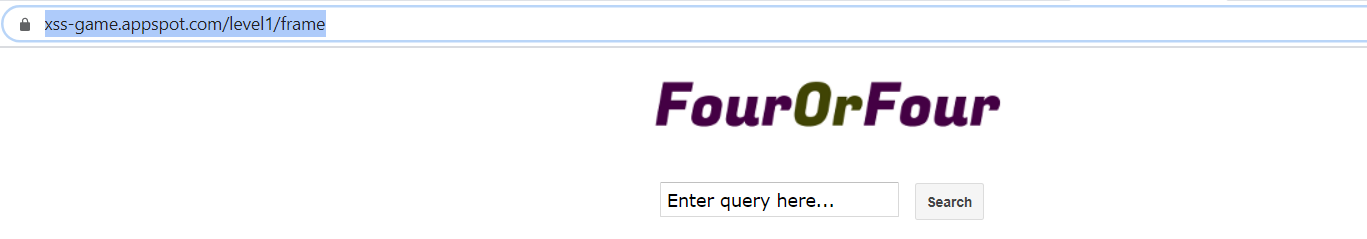 xss-game.appspot.com/level1/frame
FourOrFour
Enter query here...
Search